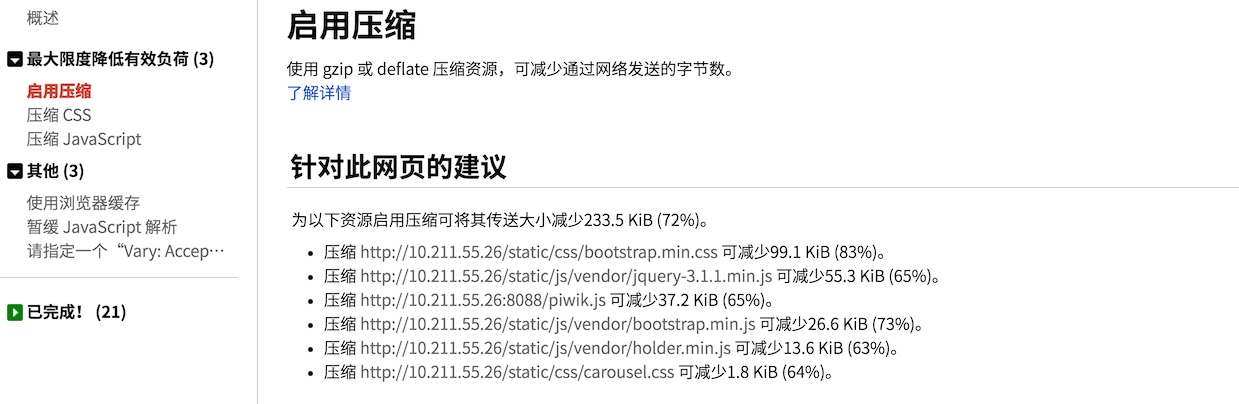 概述
最大限度降低有效负荷 (3)
启用压缩
压缩 CSS
压缩 JavaScript
其他 (3)
使用浏览器缓存
暂缓 JavaScript 解析
请指定一个“Vary: Accep…
已完成！ (21)
启用压缩
使用 gzip 或 deflate 压缩资源，可减少通过网络发送的字节数。
了解详情
针对此网页的建议
为以下资源启用压缩可将其传送大小减少233.5 KiB (72%)。
• 压缩 http://10.211.55.26/static/css/bootstrap.min.css 可减少99.1 KiB (83%)。
• 压缩 http://10.211.55.26/static/js/vendor/jquery-3.1.1.min.js 可减少55.3 KiB (65%)。
• 压缩 http://10.211.55.26:8088/piwik.js 可减少37.2 KiB (65%)。
• 压缩 http://10.211.55.26/static/js/vendor/bootstrap.min.js 可减少26.6 KiB (73%)。
• 压缩 http://10.211.55.26/static/js/vendor/holder.min.js 可减少13.6 KiB (63%)。
• 压缩 http://10.211.55.26/static/css/carousel.css 可减少1.8 KiB (64%)。